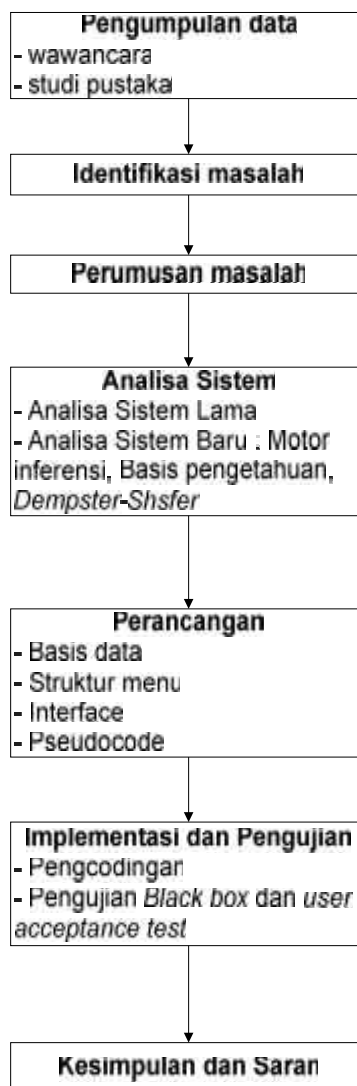 Pengumpulan data
- wawancara
- studi pustaka
Identifikasi masalah
Perumusan masalah
Analisa Sistem
- Analisa Sistem Lama
- Analisa Sistem Baru : Motor
inferensi, Basis pengetahuan,
Dempster-Shsfer
Perancangan
- Basis data
- Struktur menu
- Interface
- Pseudocode
Implementasi dan Pengujian
- Pengcodingan
- Pengujian Black box dan user
acceptance test
Kesimpulan dan Saran